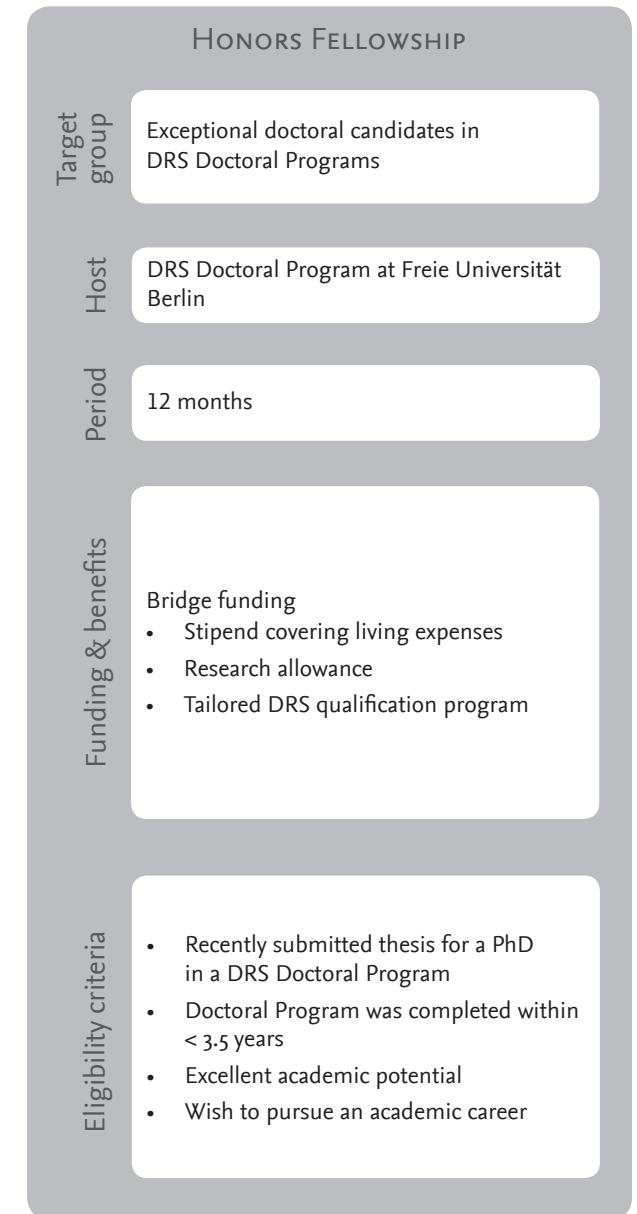 HONORS FELLOWSHIP
Target
group
Exceptional doctoral candidates in
DRS Doctoral Programs
Host
DRS Doctoral Program at Freie Universität
Berlin
Period
12 months
Funding & benefits
Bridge funding
• Stipend covering living expenses
• Research allowance
• Tailored DRS qualification program
Eligibility criteria
• Recently submitted thesis for a PhD
in a DRS Doctoral Program
• Doctoral Program was completed within
< 3.5 years
• Excellent academic potential
• Wish to pursue an academic career